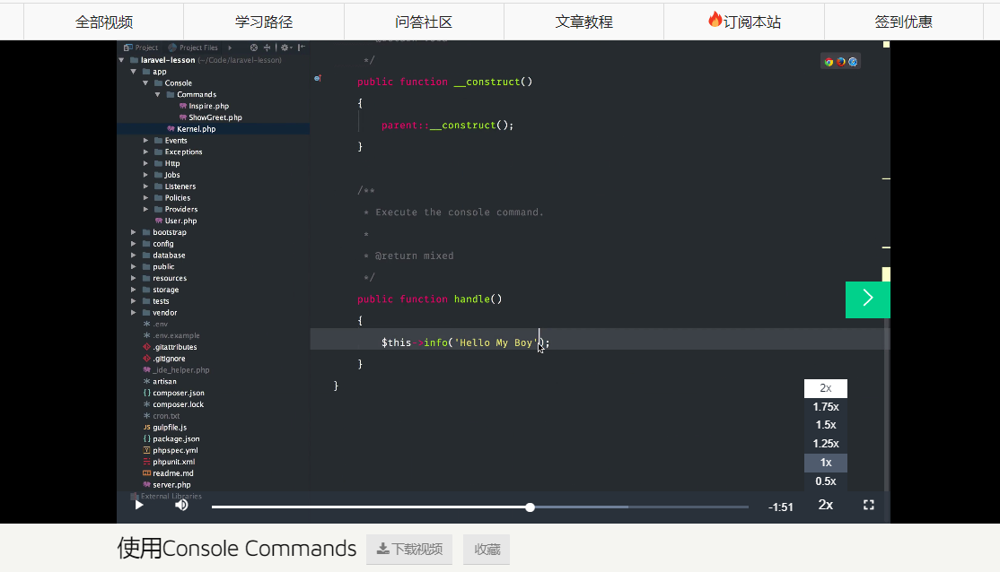 全部视频 学习路径 问答社区 文章教程 订阅本站 签到优惠
Project Project Files
laravel-lesson (~/Code/laravel-lesson)
app
Console
Commands
Inspire.php
ShowGreet.php
Kernel.php
Events
Exceptions
Http
Jobs
Listeners
Policies
Providers
User.php
bootstrap
config
database
public
resources
storage
tests
vendor
.env
.env.example
.gitattributes
.gitignore
_ide_helper.php
artisan
composer.json
composer.lock
cron.txt
gulpfile.js
package.json
phpspec.yml
phpunit.xml
readme.md
server.php
External Libraries
*/
public function __construct()
{
parent::__construct();
}
/**
* Execute the console command.
*
* @return mixed
*/
public function handle()
{
$this->info('Hello My Boy');
}
}
2x
1.75x
1.5x
1.25x
1x
0.5x
-1:51 2x
使用Console Commands 下载视频 收藏